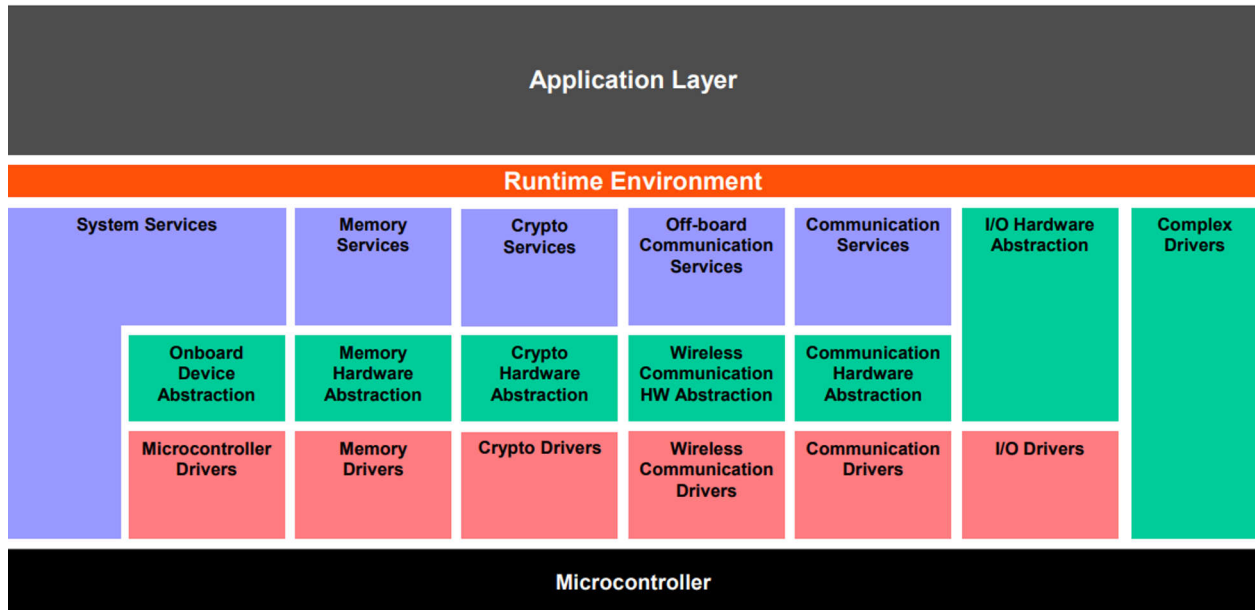 Application Layer
Runtime Environment
System Services
Memory
Services
Crypto
Services
Off-board
Communication
Services
Communication
Services
I/O Hardware
Abstraction
Complex
Drivers
Onboard
Device
Abstraction
Memory
Hardware
Abstraction
Crypto
Hardware
Abstraction
Wireless
Communication
HW Abstraction
Communication
Hardware
Abstraction
Microcontroller
Drivers
Memory
Drivers
Crypto Drivers
Wireless
Communication
Drivers
Communication
Drivers
I/O Drivers
Microcontroller